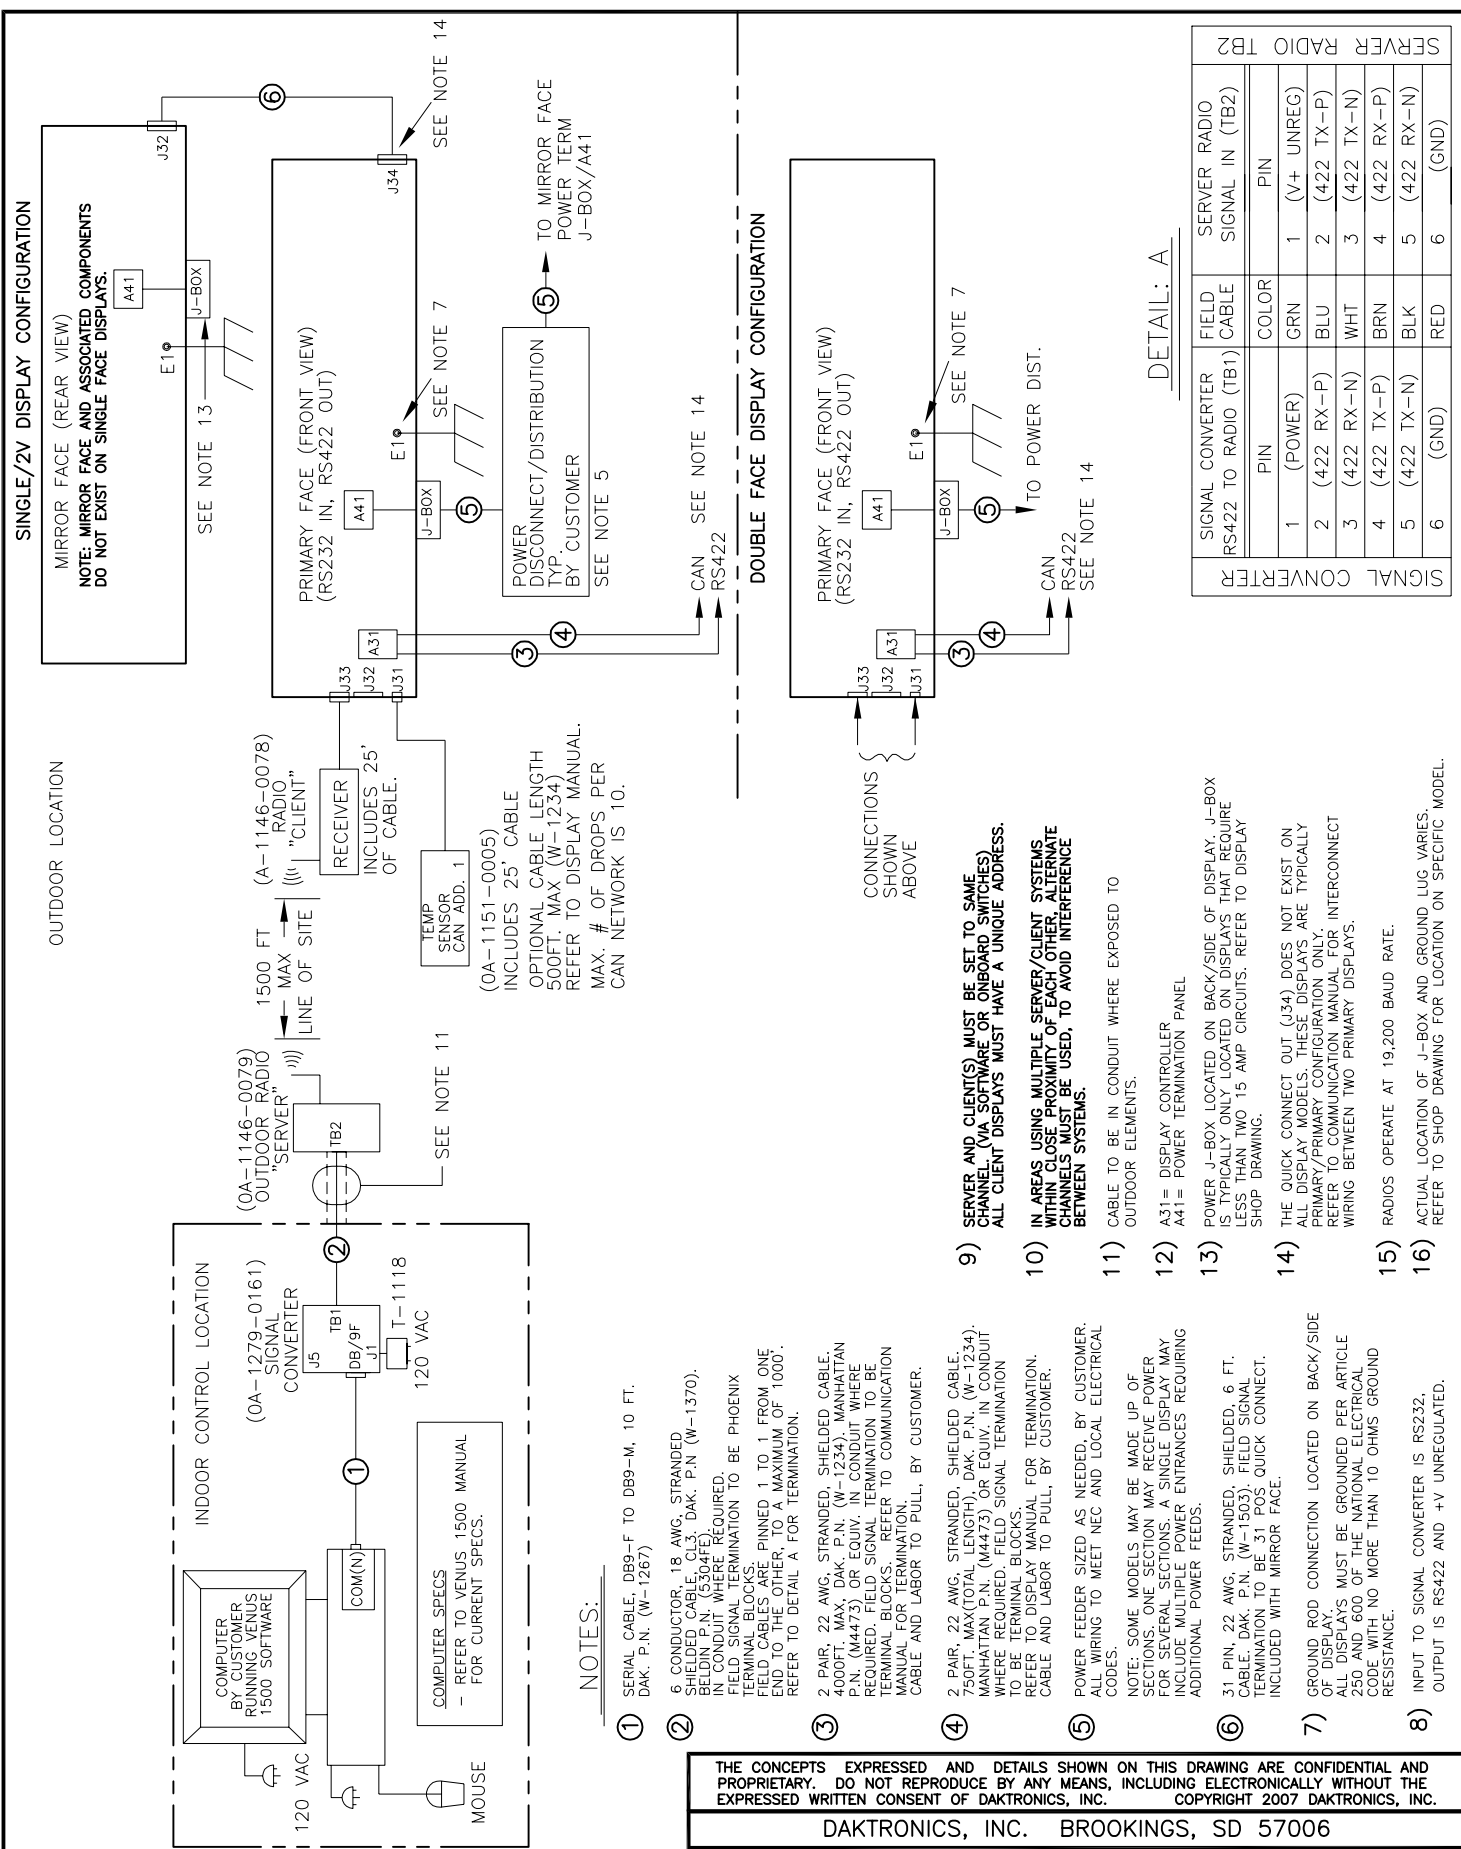 SINGLE/2V DISPLAY CONFIGURATION
MIRROR FACE (REAR VIEW)
NOTE: MIRROR FACE AND ASSOCIATED COMPONENTS
DO NOT EXIST ON SINGLE FACE DISPLAYS.
A41
J-BOX
E1
SEE NOTE 13
J32
6
J34
SEE NOTE 14
PRIMARY FACE (FRONT VIEW)
(RS232 IN, RS422 OUT)
A41
J-BOX
E1
SEE NOTE 7
5
POWER
DISCONNECT/DISTRIBUTION
TYP.
BY CUSTOMER
SEE NOTE 5
5
TO MIRROR FACE
POWER TERM
J-BOX/A41
A31
J33
J32
J31
3
4
CAN
RS422
SEE NOTE 14
OUTDOOR LOCATION
(A-1146-0078)
RADIO
"CLIENT"
RECEIVER
INCLUDES 25'
OF CABLE.
TEMP
SENSOR
CAN ADD. 1
(0A-1151-0005)
INCLUDES 25' CABLE
OPTIONAL CABLE LENGTH
500FT. MAX (W-1234)
REFER TO DISPLAY MANUAL.
MAX. # OF DROPS PER
CAN NETWORK IS 10.
1500 FT
MAX
LINE OF SITE
(0A-1146-0079)
OUTDOOR RADIO
"SERVER"
TB2
SEE NOTE 11
INDOOR CONTROL LOCATION
(0A-1279-0161)
SIGNAL
CONVERTER
J5
TB1
DB/9F
J1
T-1118
120 VAC
2
1
COMPUTER
BY CUSTOMER
RUNNING VENUS
1500 SOFTWARE
COM(N)
120 VAC
MOUSE
COMPUTER SPECS
- REFER TO VENUS 1500 MANUAL
FOR CURRENT SPECS.
DOUBLE FACE DISPLAY CONFIGURATION
PRIMARY FACE (FRONT VIEW)
(RS232 IN, RS422 OUT)
A41
J-BOX
E1
SEE NOTE 7
5
TO POWER DIST.
A31
J33
J32
J31
3
4
CAN
RS422
SEE NOTE 14
CONNECTIONS
SHOWN
ABOVE
DETAIL: A
SIGNAL CONVERTER
SIGNAL CONVERTER
RS422 TO RADIO (TB1)
FIELD
CABLE
SERVER RADIO
SIGNAL IN (TB2)
SERVER RADIO TB2
PIN COLOR PIN
1 (POWER) GRN 1 (V+ UNREG)
2 (422 RX-P) BLU 2 (422 TX-P)
3 (422 RX-N) WHT 3 (422 TX-N)
4 (422 TX-P) BRN 4 (422 RX-P)
5 (422 TX-N) BLK 5 (422 RX-N)
6 (GND) RED 6 (GND)
NOTES:
1 SERIAL CABLE, DB9-F TO DB9-M, 10 FT.
DAK. P.N. (W-1267)
2 6 CONDUCTOR, 18 AWG, STRANDED
SHIELDED CABLE, CL3. DAK. P.N (W-1370).
BELDIN P.N. (5304FE).
IN CONDUIT WHERE REQUIRED.
FIELD SIGNAL TERMINATION TO BE PHOENIX
TERMINAL BLOCKS.
FIELD CABLES ARE PINNED 1 TO 1 FROM ONE
END TO THE OTHER, TO A MAXIMUM OF 1000'.
REFER TO DETAIL A FOR TERMINATION.
3 2 PAIR, 22 AWG, STRANDED, SHIELDED CABLE.
4000FT. MAX, DAK. P.N. (W-1234). MANHATTAN
P.N. (M4473) OR EQUIV. IN CONDUIT WHERE
REQUIRED. FIELD SIGNAL TERMINATION TO BE
TERMINAL BLOCKS. REFER TO COMMUNICATION
MANUAL FOR TERMINATION.
CABLE AND LABOR TO PULL, BY CUSTOMER.
4 2 PAIR, 22 AWG, STRANDED, SHIELDED CABLE.
750FT. MAX(TOTAL LENGTH), DAK. P.N. (W-1234).
MANHATTAN P.N. (M4473) OR EQUIV. IN CONDUIT
WHERE REQUIRED. FIELD SIGNAL TERMINATION
TO BE TERMINAL BLOCKS.
REFER TO DISPLAY MANUAL FOR TERMINATION.
CABLE AND LABOR TO PULL, BY CUSTOMER.
5 POWER FEEDER SIZED AS NEEDED, BY CUSTOMER.
ALL WIRING TO MEET NEC AND LOCAL ELECTRICAL
CODES.
NOTE: SOME MODELS MAY BE MADE UP OF
SECTIONS. ONE SECTION MAY RECEIVE POWER
FOR SEVERAL SECTIONS. A SINGLE DISPLAY MAY
INCLUDE MULTIPLE POWER ENTRANCES REQUIRING
ADDITIONAL POWER FEEDS.
6 31 PIN, 22 AWG, STRANDED, SHIELDED, 6 FT.
CABLE. DAK. P.N. (W-1503). FIELD SIGNAL
TERMINATION TO BE 31 POS QUICK CONNECT.
INCLUDED WITH MIRROR FACE.
7) GROUND ROD CONNECTION LOCATED ON BACK/SIDE
OF DISPLAY.
ALL DISPLAYS MUST BE GROUNDED PER ARTICLE
250 AND 600 OF THE NATIONAL ELECTRICAL
CODE WITH NO MORE THAN 10 OHMS GROUND
RESISTANCE.
8) INPUT TO SIGNAL CONVERTER IS RS232,
OUTPUT IS RS422 AND +V UNREGULATED.
9) SERVER AND CLIENT(S) MUST BE SET TO SAME
CHANNEL. (VIA SOFTWARE OR ONBOARD SWITCHES)
ALL CLIENT DISPLAYS MUST HAVE A UNIQUE ADDRESS.
10) IN AREAS USING MULTIPLE SERVER/CLIENT SYSTEMS
WITHIN CLOSE PROXIMITY OF EACH OTHER, ALTERNATE
CHANNELS MUST BE USED, TO AVOID INTERFERENCE
BETWEEN SYSTEMS.
11) CABLE TO BE IN CONDUIT WHERE EXPOSED TO
OUTDOOR ELEMENTS.
12) A31= DISPLAY CONTROLLER
A41= POWER TERMINATION PANEL
13) POWER J-BOX LOCATED ON BACK/SIDE OF DISPLAY. J-BOX
IS TYPICALLY ONLY LOCATED ON DISPLAYS THAT REQUIRE
LESS THAN TWO 15 AMP CIRCUITS. REFER TO DISPLAY
SHOP DRAWING.
14) THE QUICK CONNECT OUT (J34) DOES NOT EXIST ON
ALL DISPLAY MODELS. THESE DISPLAYS ARE TYPICALLY
PRIMARY/PRIMARY CONFIGURATION ONLY.
REFER TO COMMUNICATION MANUAL FOR INTERCONNECT
WIRING BETWEEN TWO PRIMARY DISPLAYS.
15) RADIOS OPERATE AT 19,200 BAUD RATE.
16) ACTUAL LOCATION OF J-BOX AND GROUND LUG VARIES.
REFER TO SHOP DRAWING FOR LOCATION ON SPECIFIC MODEL.
THE CONCEPTS EXPRESSED AND DETAILS SHOWN ON THIS DRAWING ARE CONFIDENTIAL AND
PROPRIETARY. DO NOT REPRODUCE BY ANY MEANS, INCLUDING ELECTRONICALLY WITHOUT THE
EXPRESSED WRITTEN CONSENT OF DAKTRONICS, INC. COPYRIGHT 2007 DAKTRONICS, INC.
DAKTRONICS, INC. BROOKINGS, SD 57006